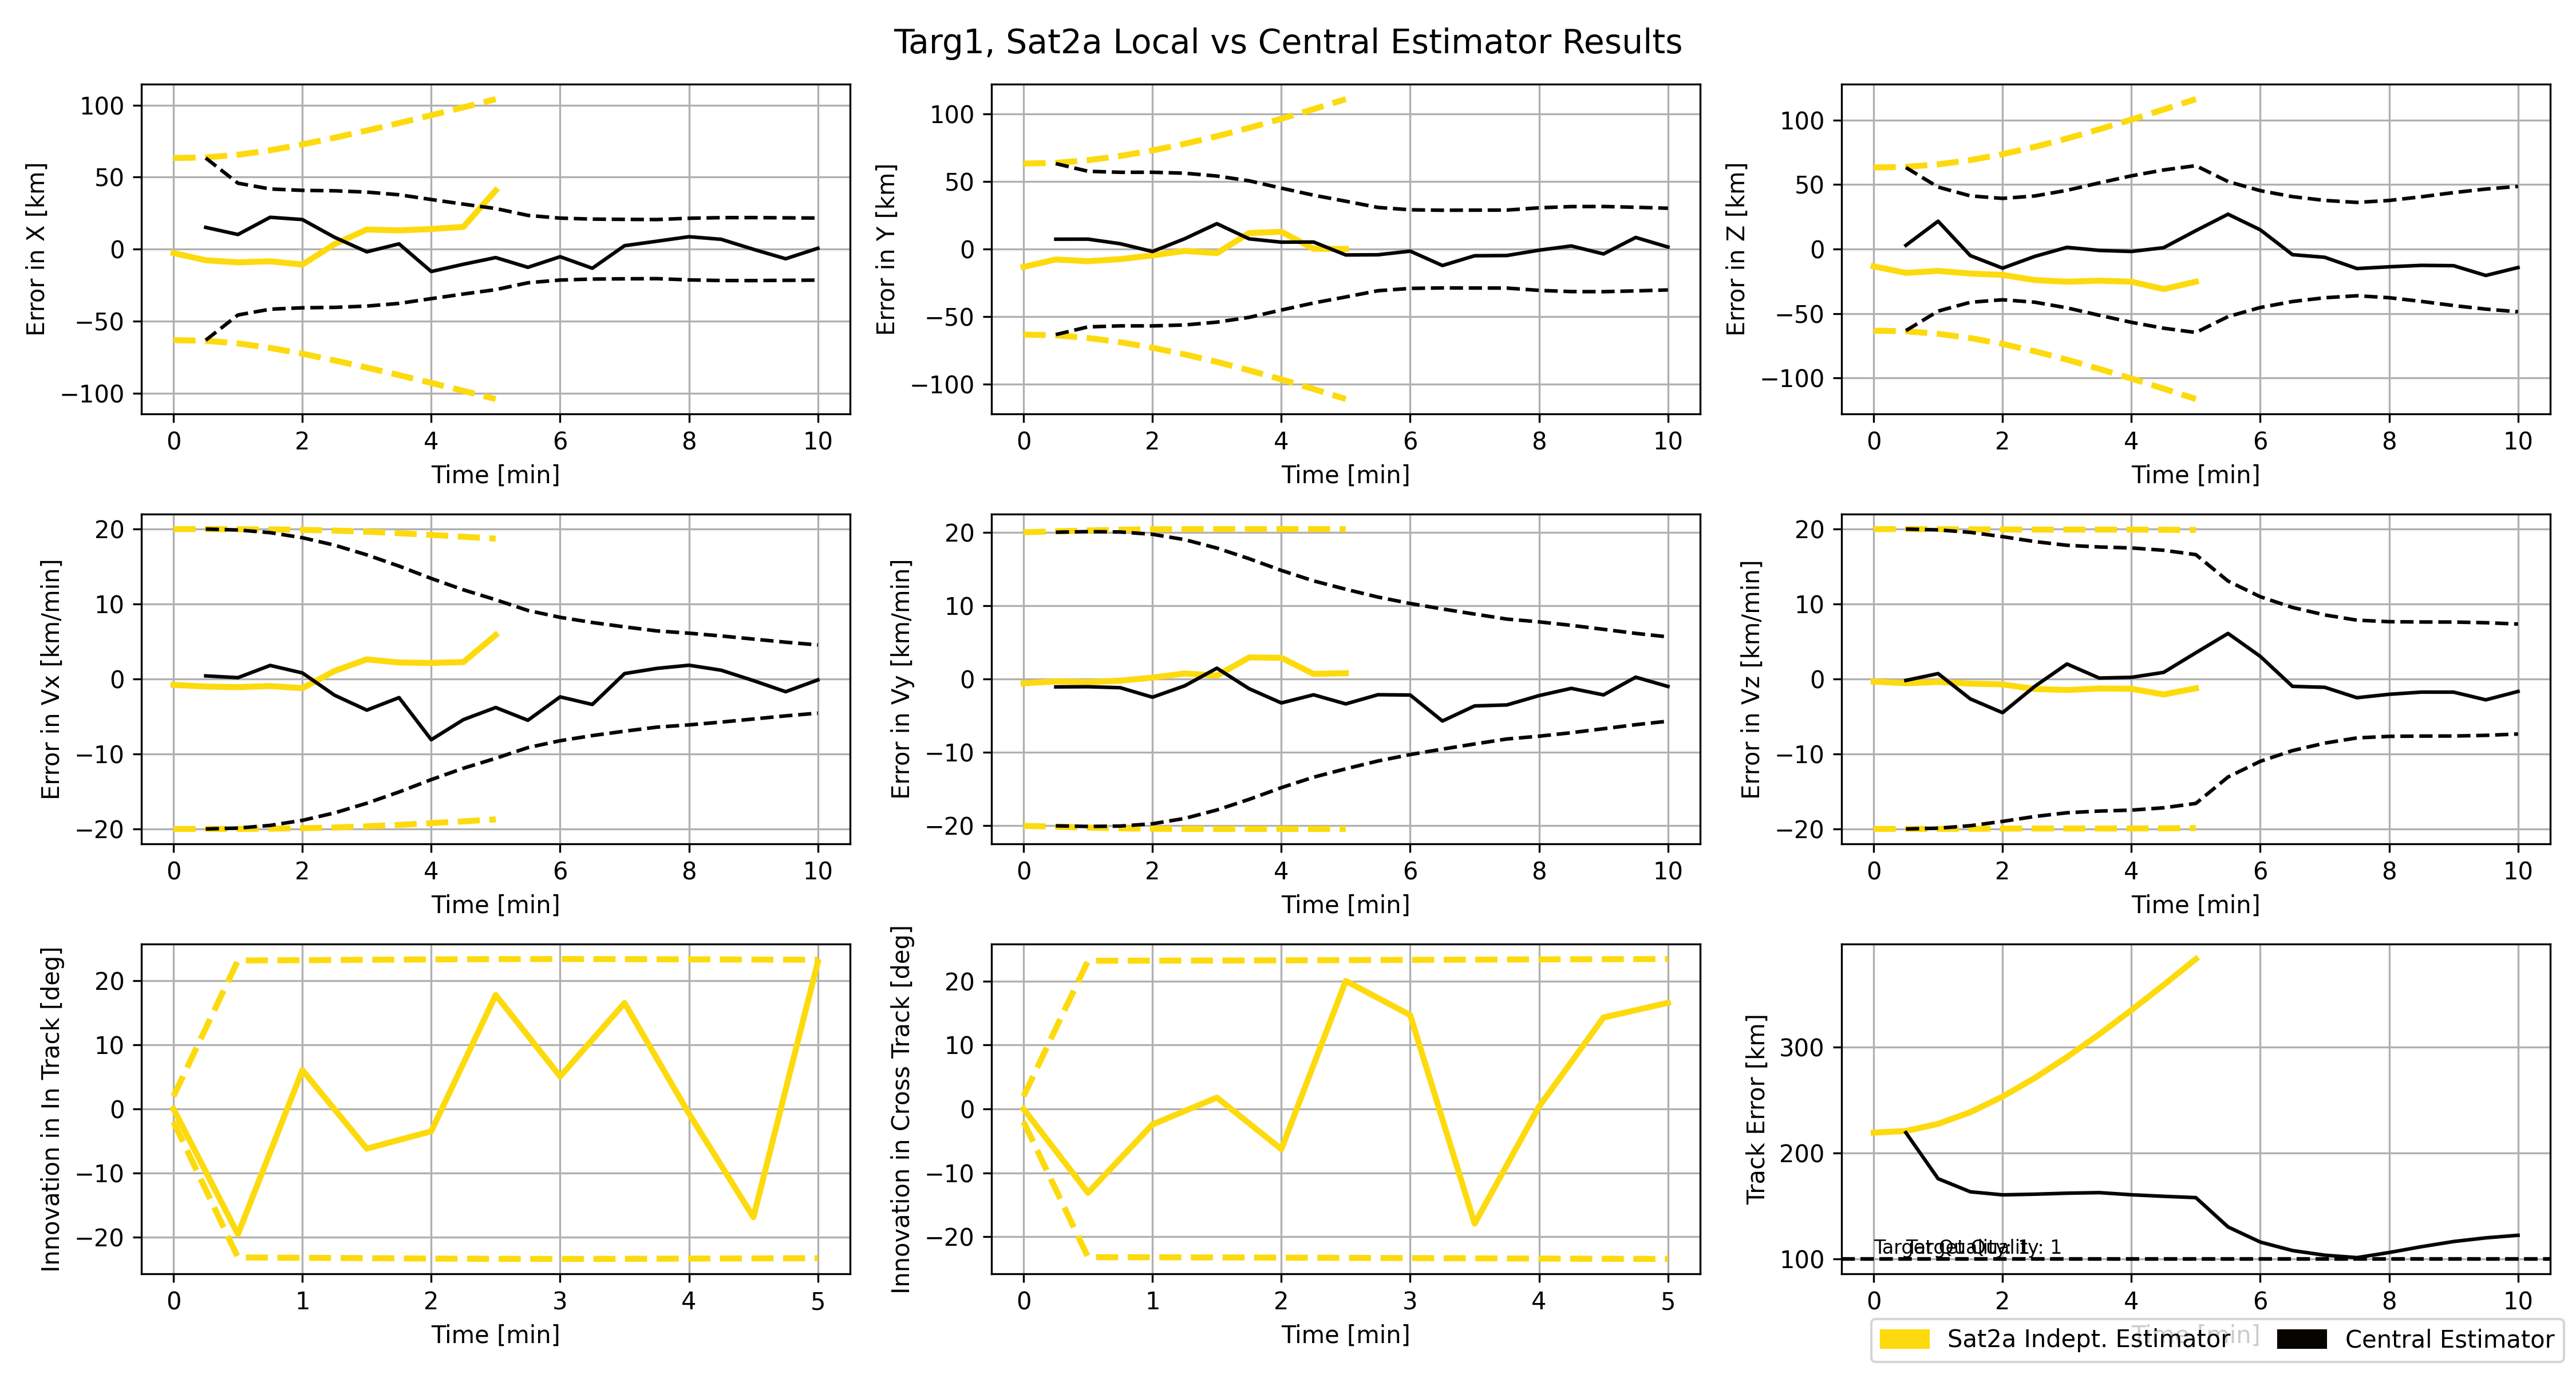 Targ1, Sat2a Local vs Central Estimator Results
Error in X [km]
100
50
0
−50
−100
0 2 4 6 8 10
Time [min]
Error in Y [km]
100
50
0
−50
−100
0 2 4 6 8 10
Time [min]
Error in Z [km]
100
50
0
−50
−100
0 2 4 6 8 10
Time [min]
Error in Vx [km/min]
20
10
0
−10
−20
0 2 4 6 8 10
Time [min]
Error in Vy [km/min]
20
10
0
−10
−20
0 2 4 6 8 10
Time [min]
Error in Vz [km/min]
20
10
0
−10
−20
0 2 4 6 8 10
Time [min]
Innovation in In Track [deg]
20
10
0
−10
−20
0 1 2 3 4 5
Time [min]
Innovation in Cross Track [deg]
20
10
0
−10
−20
0 1 2 3 4 5
Time [min]
Track Error [km]
300
200
100
Target Quality: 1
Target Quality: 1
0 2 4 6 8 10
Time [min]
Sat2a Indept. Estimator
Central Estimator